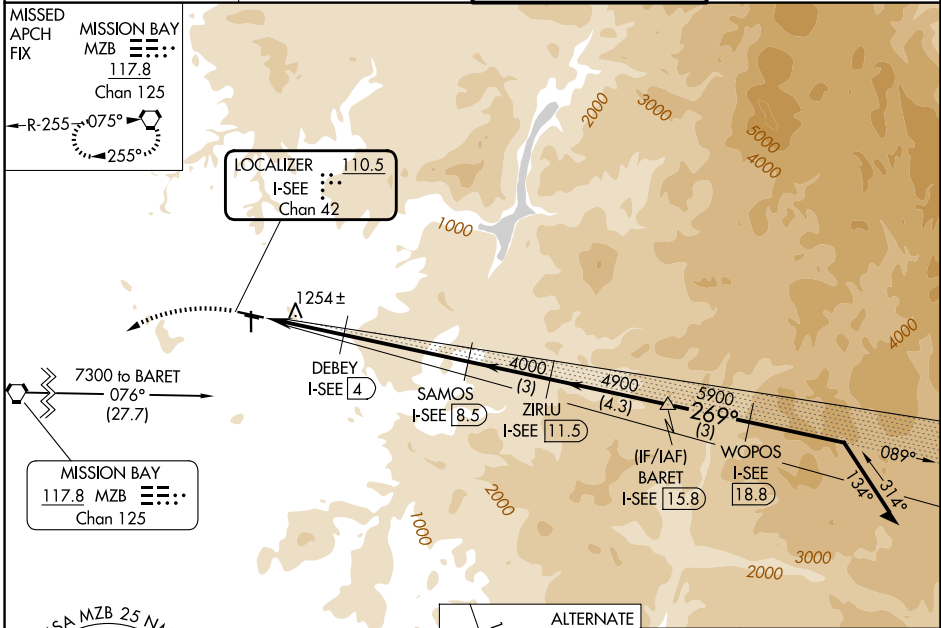 MISSED
APCH
FIX
MISSION BAY
MZB
117.8
Chan 125
R-255
075°
255°
LOCALIZER 110.5
I-SEE
Chan 42
2000
3000
5000
4000
1000
1254 ±
4000
7300 to BARET
076°
(27.7)
DEBEY
I-SEE 4
SAMOS
I-SEE 8.5
4000
(3)
ZIRLU
I-SEE 11.5
4900
(4.3)
5900
269°
(3)
(IF/IAF)
BARET
I-SEE 15.8
WOPOS
I-SEE
18.8
089°
314°
134°
MISSION BAY
117.8 MZB
Chan 125
2000
1000
3000
2000
MZB 25
ALTERNATE